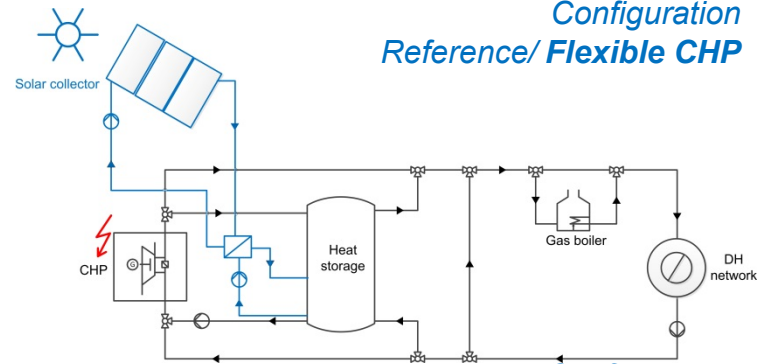 Configuration
Reference/ Flexible CHP
Solar collector
Heat
storage
Gas boiler
CHP
G
DH
network